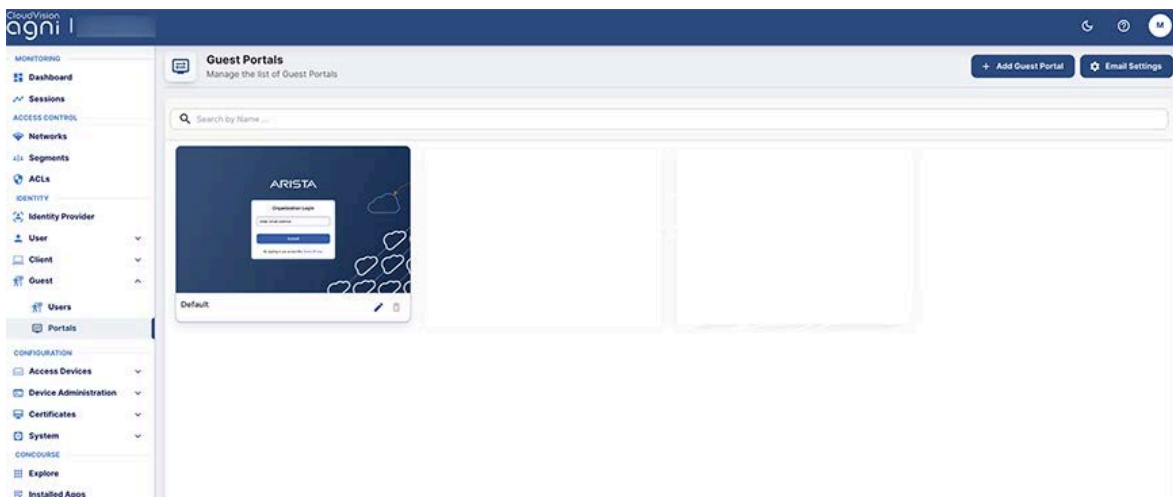 CloudVision
agni |
M
MONITORING
Dashboard
Sessions
ACCESS CONTROL
Networks
Segments
ACLs
IDENTITY
Identity Provider
User
Client
Guest
Users
Portals
CONFIGURATION
Access Devices
Device Administration
Certificates
System
CONCOURSE
Explore
Installed Apps
Guest Portals
Manage the list of Guest Portals
+ Add Guest Portal
Email Settings
Search by Name ...
ARISTA
Organization Login
Default